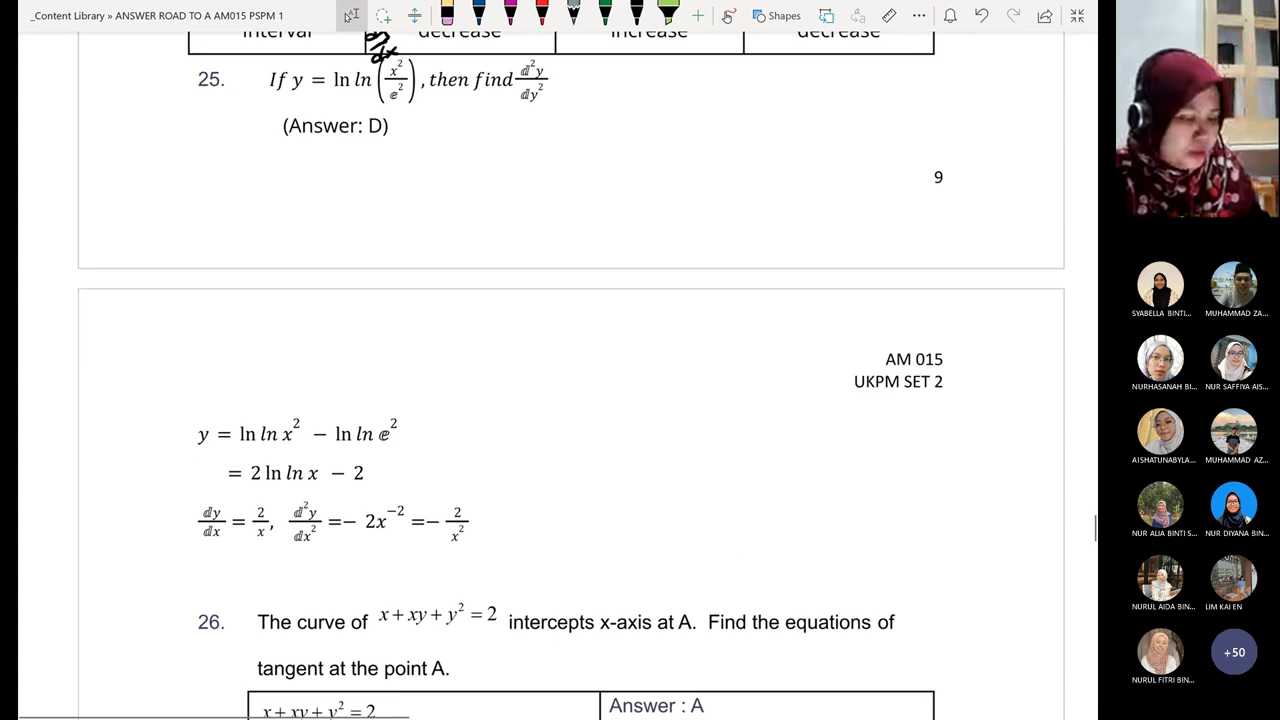 _Content Library » ANSWER ROAD TO A AM015 PSPM 1
Shapes
interval decrease increase decrease
dx
25. If y = ln ln (x²/e²), then find d²y/dy²
(Answer: D)
9
AM 015
UKPM SET 2
y = ln ln x² − ln ln e²
= 2 ln ln x − 2
dy/dx = 2/x, d²y/dx² =− 2x⁻² =− 2/x²
26. The curve of x + xy + y² = 2 intercepts x-axis at A. Find the equations of
tangent at the point A.
x + xy + y² = 2
Answer : A
SYABELLA BINTI... MUHAMMAD ZA...
NURHASANAH BI... NUR SAFFIYA AIS...
AISHATUNABYLA... MUHAMMAD AZ...
NUR ALIA BINTI S... NUR DIYANA BIN...
NURUL AIDA BIN... LIM KAI EN
+50
NURUL FITRI BIN...